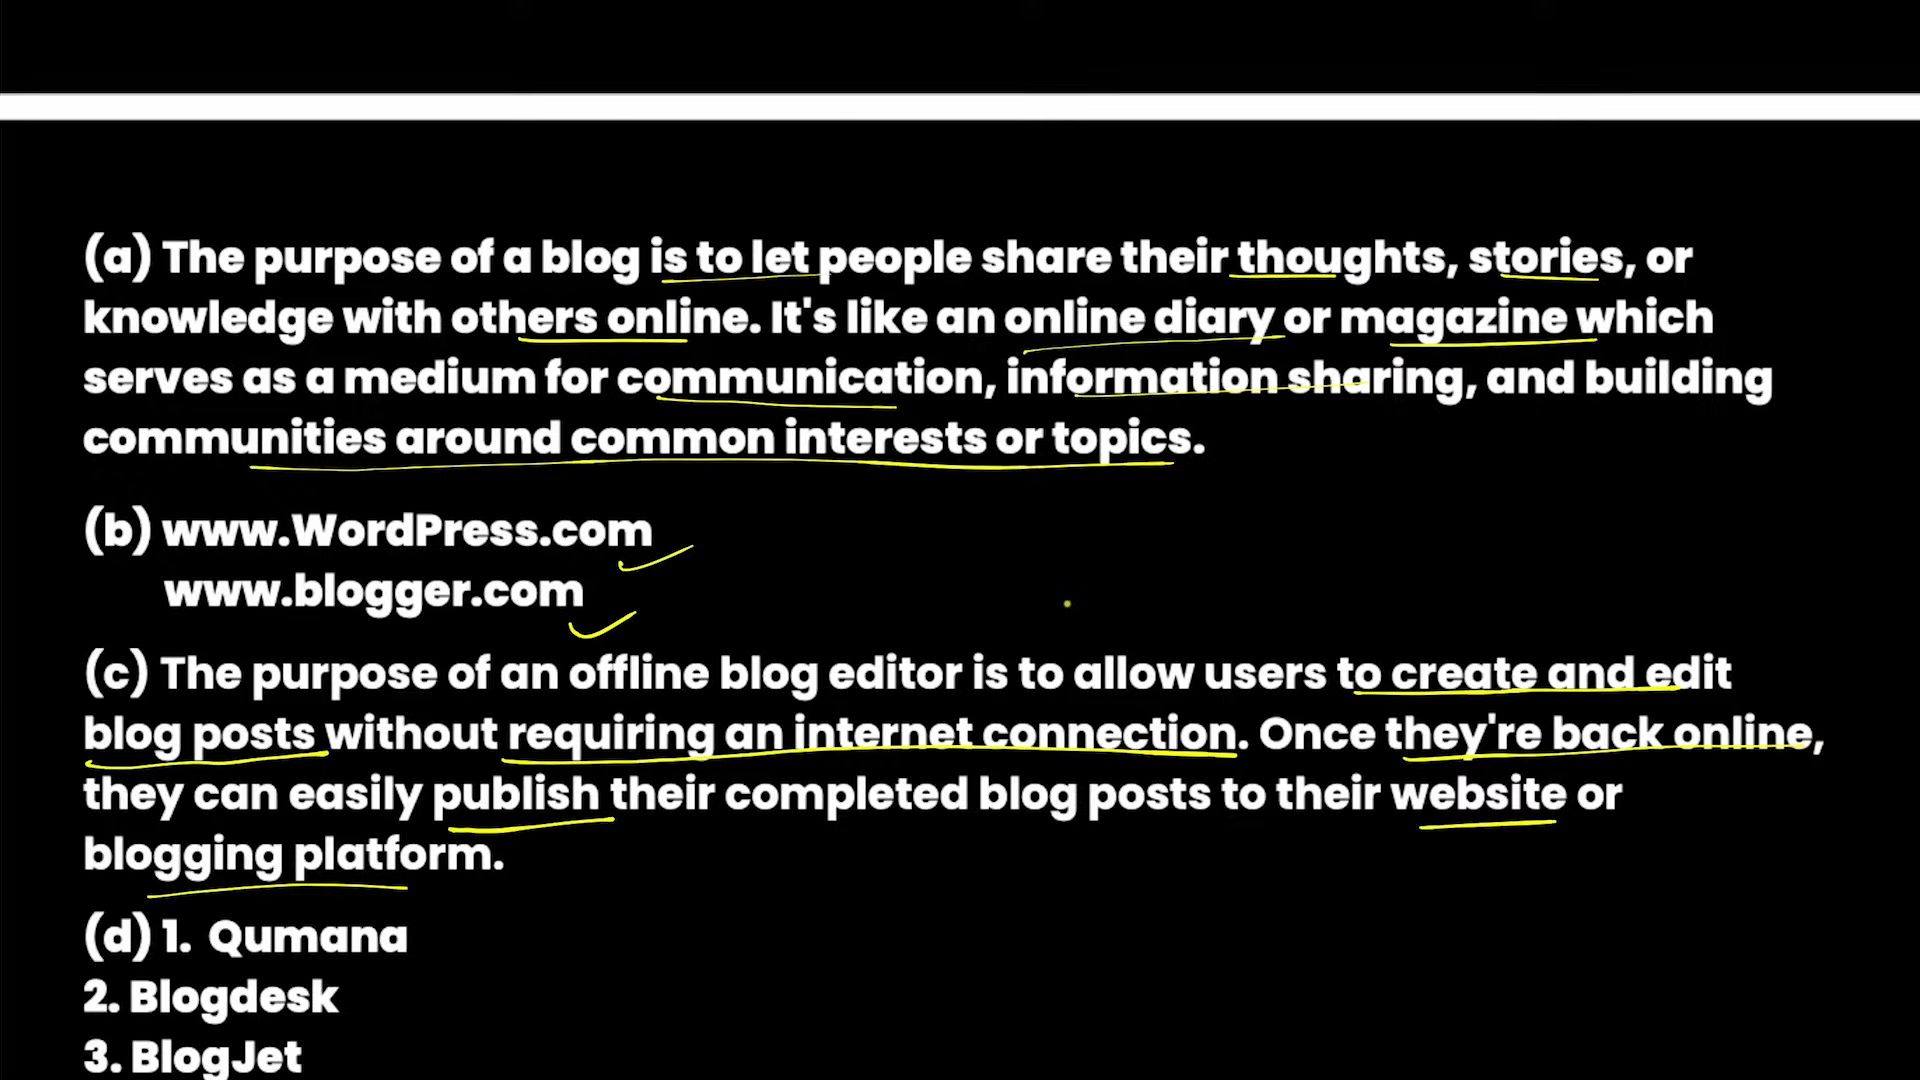 (a) The purpose of a blog is to let people share their thoughts, stories, or
knowledge with others online. It's like an online diary or magazine which
serves as a medium for communication, information sharing, and building
communities around common interests or topics.
(b) www.WordPress.com
www.blogger.com
(c) The purpose of an offline blog editor is to allow users to create and edit
blog posts without requiring an internet connection. Once they're back online,
they can easily publish their completed blog posts to their website or
blogging platform.
(d) 1. Qumana
2. Blogdesk
3. BlogJet